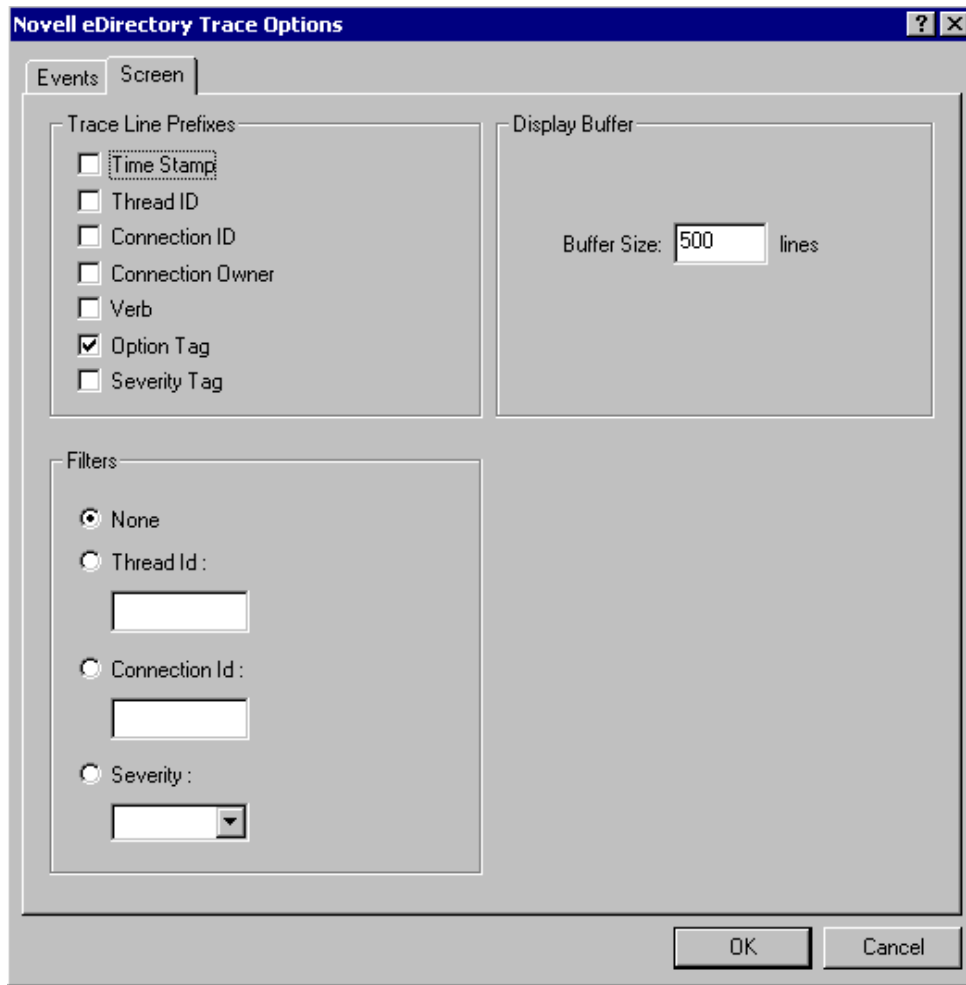 Novell eDirectory Trace Options
Events
Screen
Trace Line Prefixes
Time Stamp
Thread ID
Connection ID
Connection Owner
Verb
Option Tag
Severity Tag
Display Buffer
Buffer Size: 500 lines
Filters
None
Thread Id :
Connection Id :
Severity :
OK
Cancel